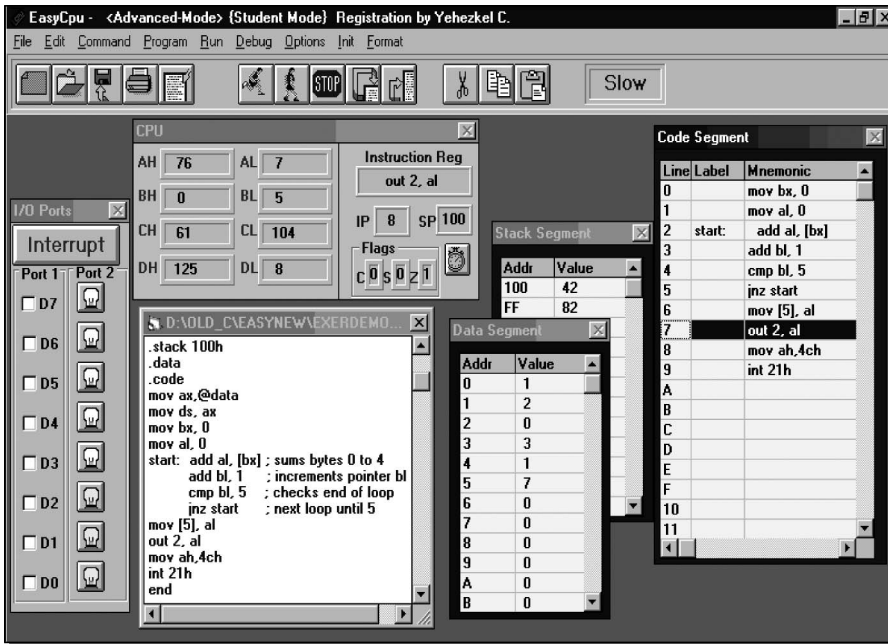 EasyCpu - <Advanced-Mode> {Student Mode} Registration by Yehezkel C.
File Edit Command Program Run Debug Options Init Format
STOP
Slow
CPU
AH 76 AL 7
BH 0 BL 5
CH 61 CL 104
DH 125 DL 8
Instruction Reg
out 2, al
IP 8 SP 100
Flags
C 0 S 0 Z 1
I/O Ports
Interrupt
Port 1 Port 2
D7
D6
D5
D4
D3
D2
D1
D0
D:\OLD_C\EASYNEW\EXERDEMO...
.stack 100h
.data
.code
mov ax,@data
mov ds, ax
mov bx, 0
mov al, 0
start: add al, [bx] ; sums bytes 0 to 4
add bl, 1 ; increments pointer bl
cmp bl, 5 ; checks end of loop
jnz start ; next loop until 5
mov [5], al
out 2, al
mov ah,4ch
int 21h
end
Stack Segment
Addr Value
100 42
FF 82
Data Segment
Addr Value
0 1
1 2
2 0
3 3
4 1
5 7
6 0
7 0
8 0
9 0
A 0
B 0
Code Segment
Line Label Mnemonic
0 mov bx, 0
1 mov al, 0
2 start: add al, [bx]
3 add bl, 1
4 cmp bl, 5
5 jnz start
6 mov [5], al
7 out 2, al
8 mov ah,4ch
9 int 21h
A
B
C
D
E
F
10
11